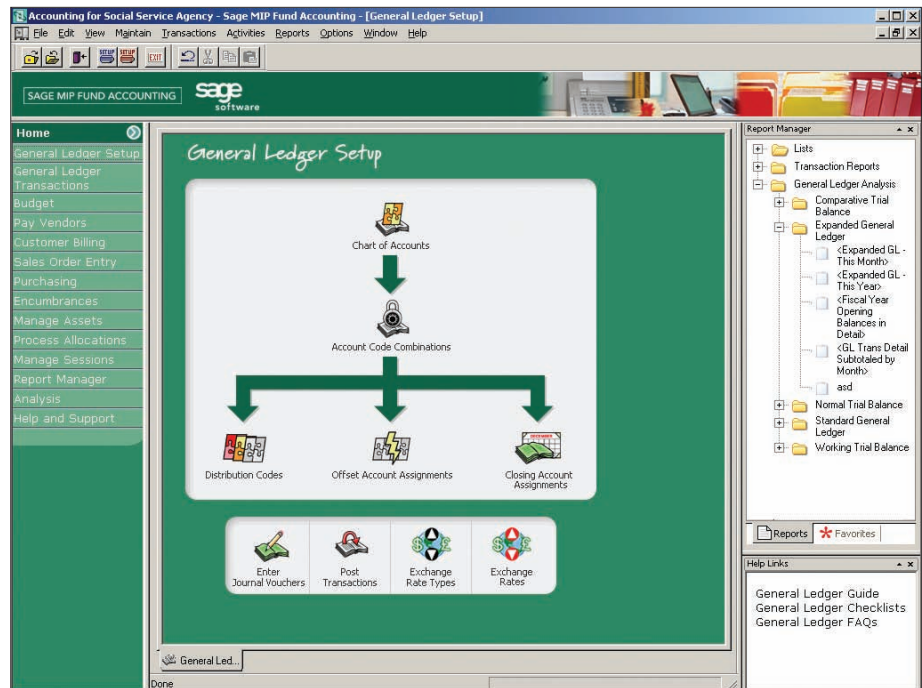 Accounting for Social Service Agency - Sage MIP Fund Accounting - [General Ledger Setup]
File Edit View Maintain Transactions Activities Reports Options Window Help
SETUP SETUP EXIT
SAGE MIP FUND ACCOUNTING
sage
software
Home
General Ledger Setup
General Ledger
Transactions
Budget
Pay Vendors
Customer Billing
Sales Order Entry
Purchasing
Encumbrances
Manage Assets
Process Allocations
Manage Sessions
Report Manager
Analysis
Help and Support
General Ledger Setup
Chart of Accounts
Account Code Combinations
Distribution Codes
Offset Account Assignments
Closing Account
Assignments
Enter
Journal Vouchers
Post
Transactions
Exchange
Rate Types
Exchange
Rates
General Led...
Done
Report Manager
Lists
Transaction Reports
General Ledger Analysis
Comparative Trial
Balance
Expanded General
Ledger
<Expanded GL -
This Month>
<Expanded GL -
This Year>
<Fiscal Year
Opening
Balances in
Detail>
<GL Trans Detail
Subtotaled by
Month>
asd
Normal Trial Balance
Standard General
Ledger
Working Trial Balance
Reports
Favorites
Help Links
General Ledger Guide
General Ledger Checklists
General Ledger FAQs